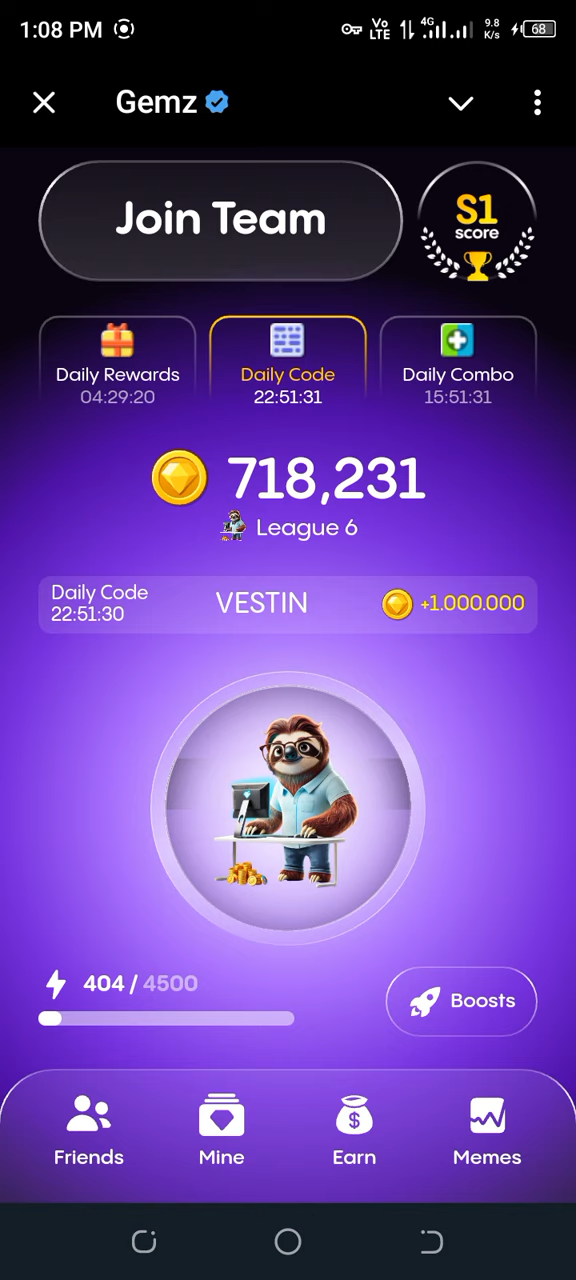 1:08 PM
Vo
LTE
4G
9.8
K/s
68
Gemz
Join Team
S1
score
Daily Rewards
04:29:20
Daily Code
22:51:31
Daily Combo
15:51:31
718,231
League 6
Daily Code
22:51:30
VESTIN
+1.000.000
404 / 4500
Boosts
Friends
Mine
Earn
Memes